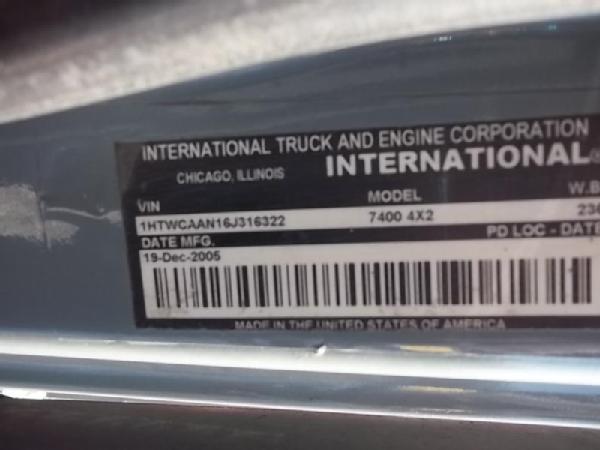 INTERNATIONAL TRUCK AND ENGINE CORPORATION
CHICAGO, ILLINOIS INTERNATIONAL®
VIN MODEL W.B
1HTWCAAN16J316322 7400 4X2 236
DATE MFG. PD LOC - DATE
19-Dec-2005
MADE IN THE UNITED STATES OF AMERICA